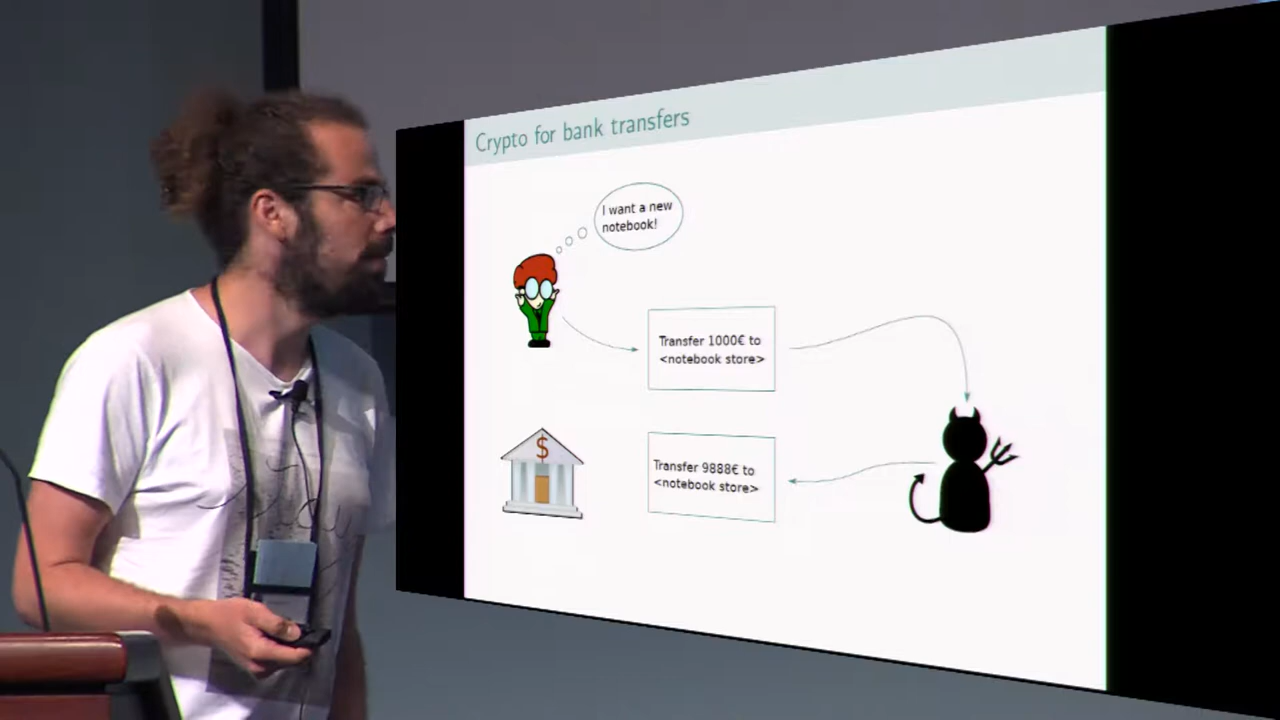 Crypto for bank transfers
I want a new
notebook!
Transfer 1000€ to
<notebook store>
$
Transfer 9888€ to
<notebook store>